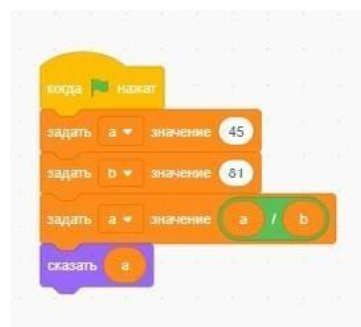 когда нажат
задать a значение 45
задать b значение 81
задать a значение a / b
сказать a